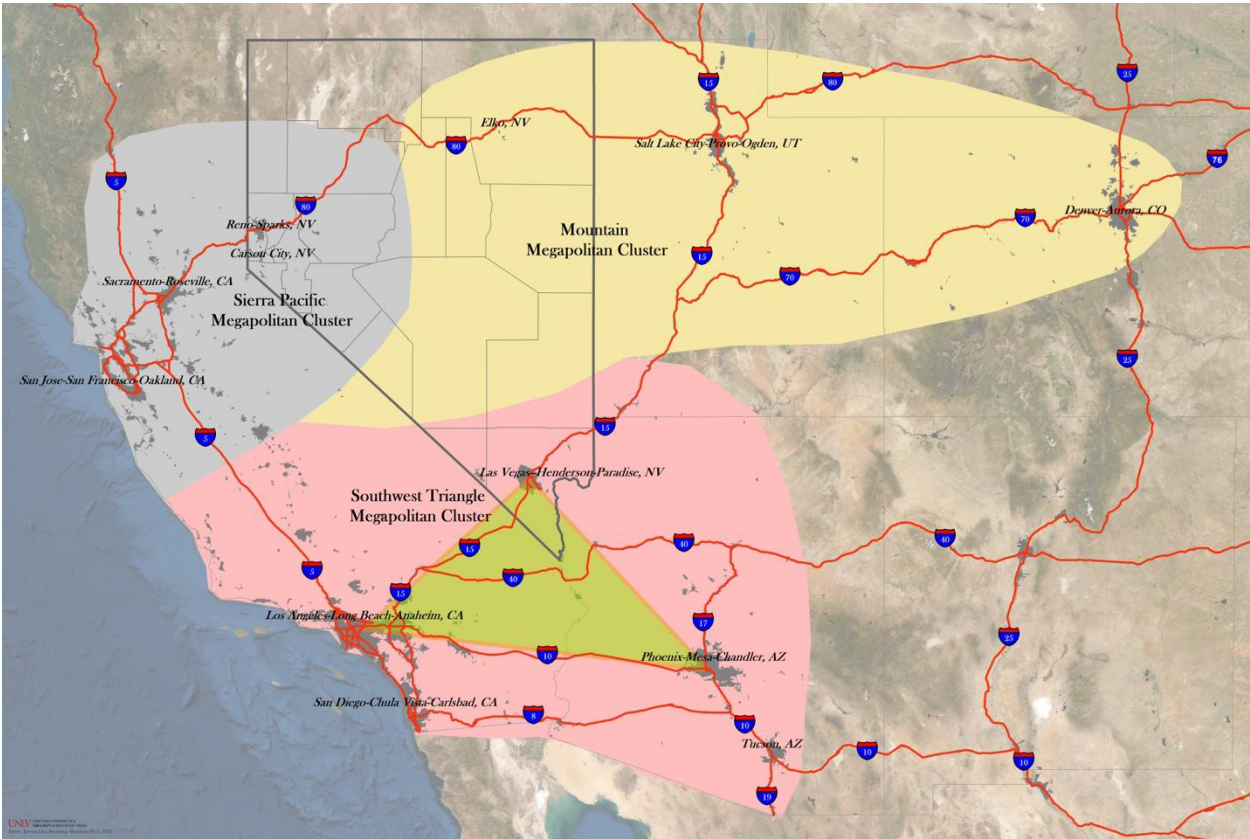 15
80
25
Elko, NV
80
Salt Lake City-Provo-Ogden, UT
76
5
80
Reno-Sparks, NV
Carson City, NV
Mountain
Megapolitan Cluster
Denver-Aurora, CO
70
15
70
Sacramento-Roseville, CA
Sierra Pacific
Megapolitan Cluster
25
San Jose-San Francisco-Oakland, CA
15
5
Las Vegas-Henderson-Paradise, NV
Southwest Triangle
Megapolitan Cluster
40
40
15
5
40
15
Los Angeles-Long Beach-Anaheim, CA
17
25
10
Phoenix-Mesa-Chandler, AZ
San Diego-Chula Vista-Carlsbad, CA
8
10
Tucson, AZ
10
10
19
UNLV